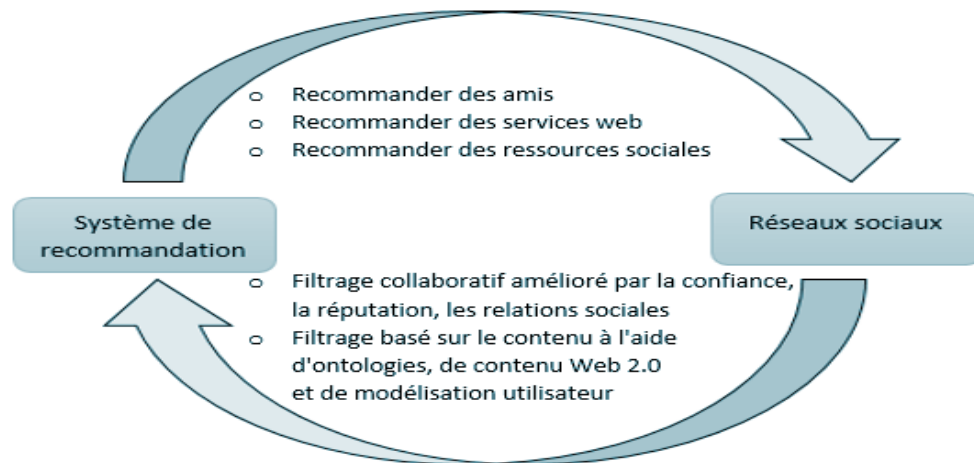 o Recommander des amis
o Recommander des services web
o Recommander des ressources sociales
Système de
recommandation
Réseaux sociaux
o Filtrage collaboratif amélioré par la confiance,
la réputation, les relations sociales
o Filtrage basé sur le contenu à l'aide
d'ontologies, de contenu Web 2.0
et de modélisation utilisateur